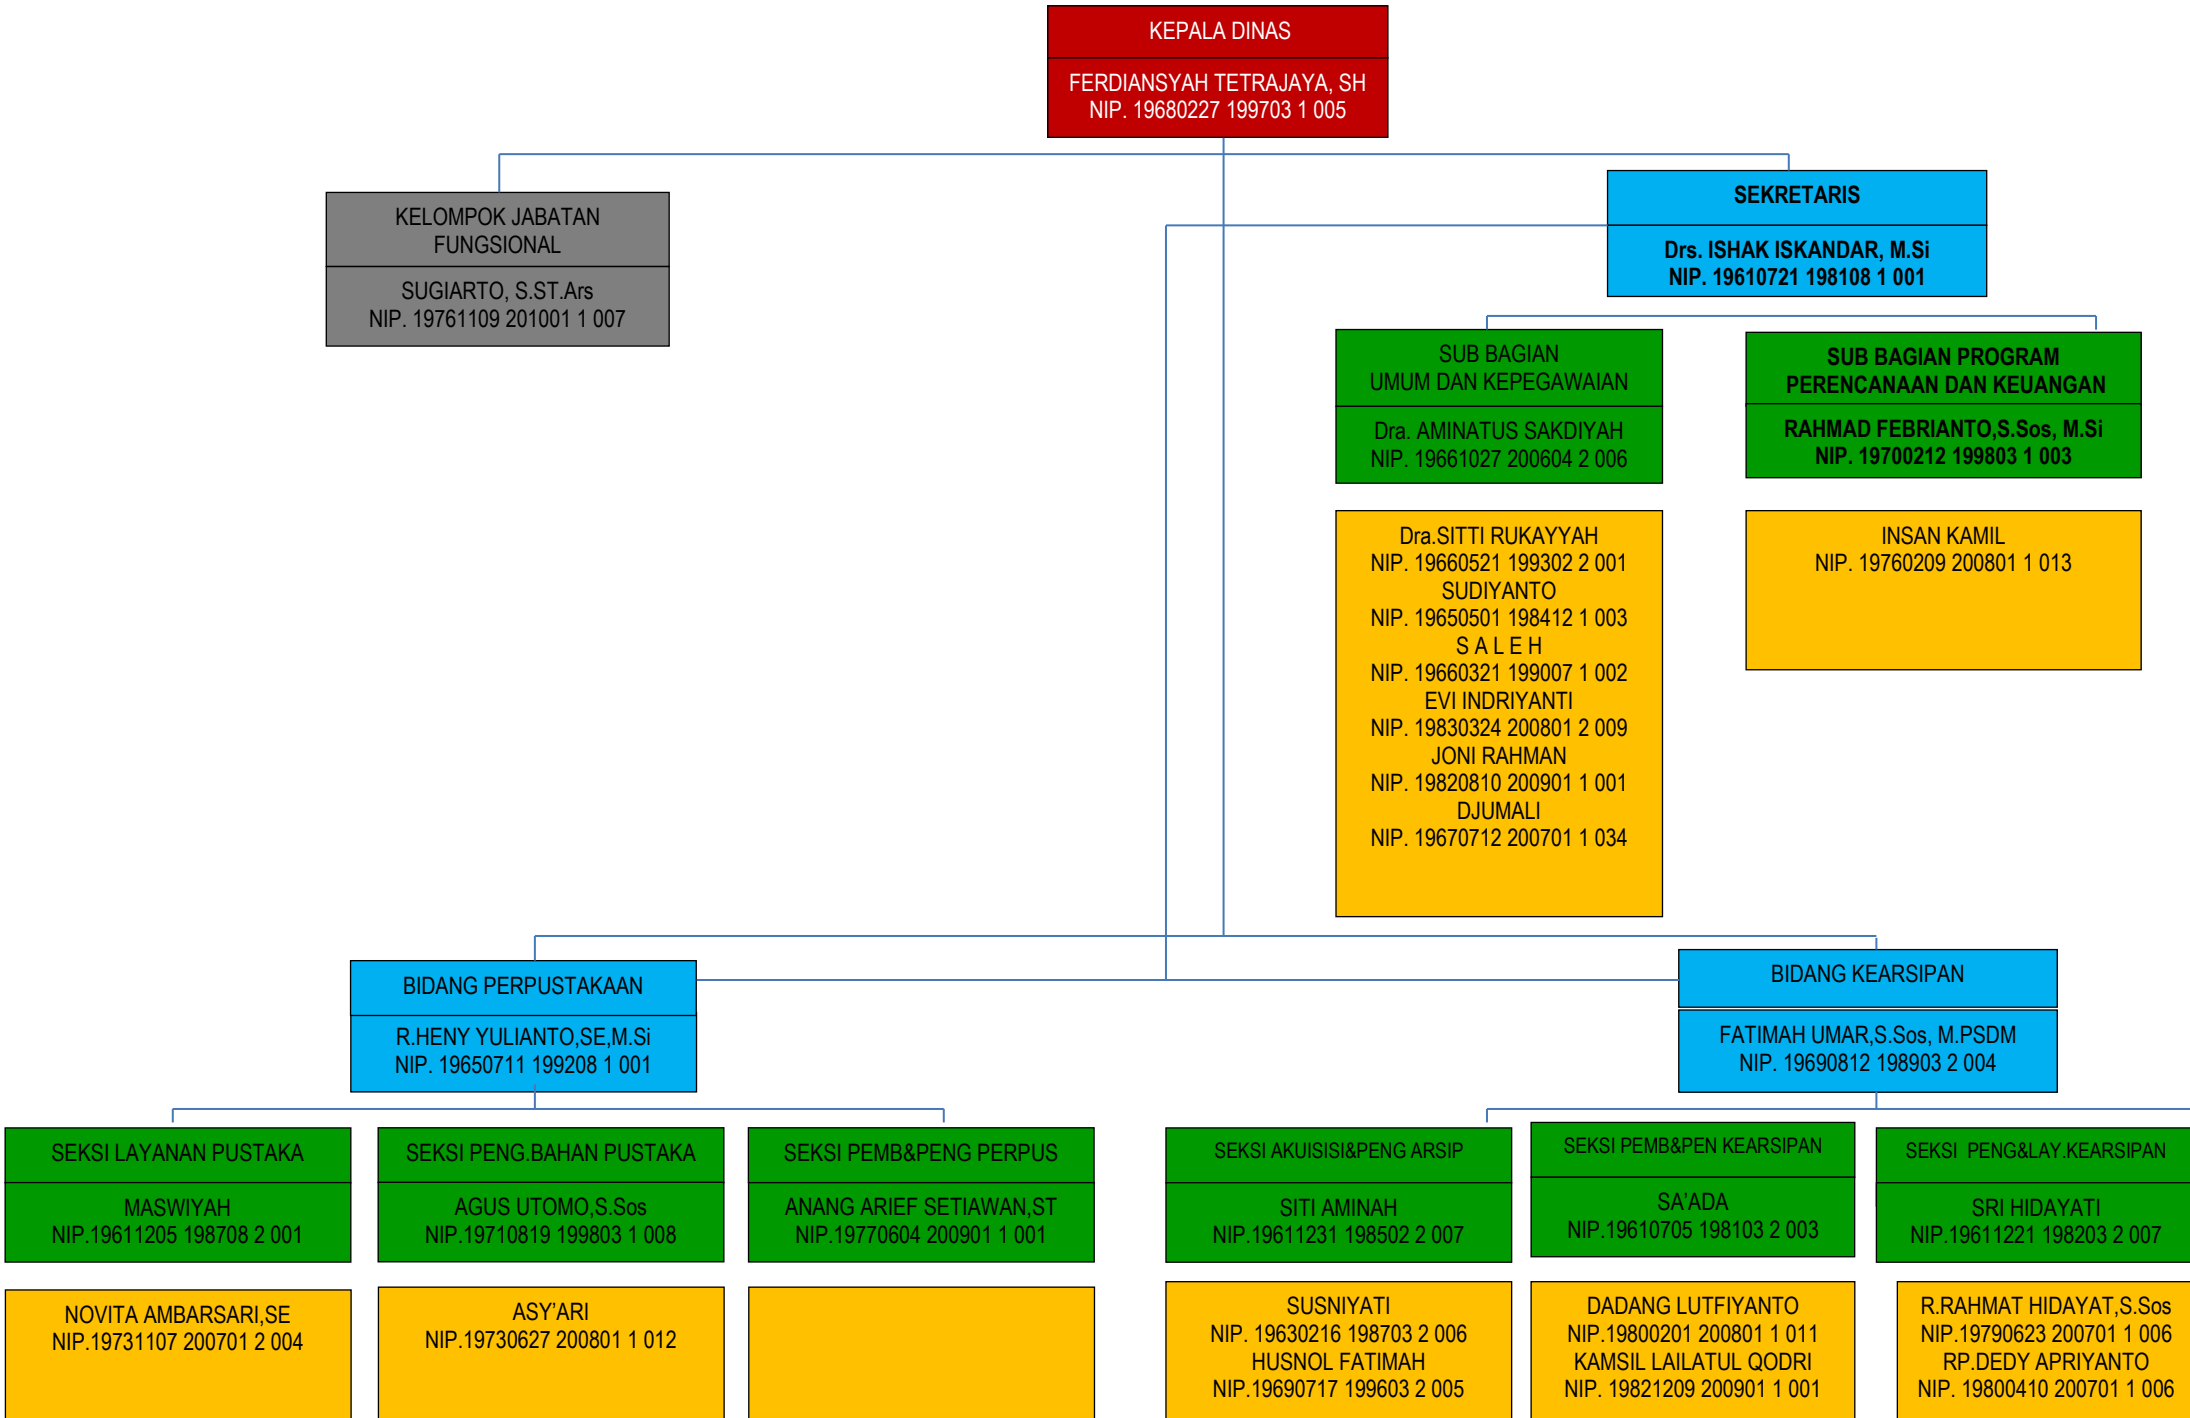 KEPALA DINAS
FERDIANSYAH TETRAJAYA, SH
NIP. 19680227 199703 1 005
KELOMPOK JABATAN
FUNGSIONAL
SUGIARTO, S.ST.Ars
NIP. 19761109 201001 1 007
SEKRETARIS
Drs. ISHAK ISKANDAR, M.Si
NIP. 19610721 198108 1 001
SUB BAGIAN
UMUM DAN KEPEGAWAIAN
Dra. AMINATUS SAKDIYAH
NIP. 19661027 200604 2 006
SUB BAGIAN PROGRAM
PERENCANAAN DAN KEUANGAN
RAHMAD FEBRIANTO,S.Sos, M.Si
NIP. 19700212 199803 1 003
Dra.SITTI RUKAYYAH
NIP. 19660521 199302 2 001
SUDIYANTO
NIP. 19650501 198412 1 003
S A L E H
NIP. 19660321 199007 1 002
EVI INDRIYANTI
NIP. 19830324 200801 2 009
JONI RAHMAN
NIP. 19820810 200901 1 001
DJUMALI
NIP. 19670712 200701 1 034
INSAN KAMIL
NIP. 19760209 200801 1 013
BIDANG PERPUSTAKAAN
R.HENY YULIANTO,SE,M.Si
NIP. 19650711 199208 1 001
BIDANG KEARSIPAN
FATIMAH UMAR,S.Sos, M.PSDM
NIP. 19690812 198903 2 004
SEKSI LAYANAN PUSTAKA
MASWIYAH
NIP.19611205 198708 2 001
SEKSI PENG.BAHAN PUSTAKA
AGUS UTOMO,S.Sos
NIP.19710819 199803 1 008
SEKSI PEMB&PENG PERPUS
ANANG ARIEF SETIAWAN,ST
NIP.19770604 200901 1 001
SEKSI AKUISISI&PENG ARSIP
SITI AMINAH
NIP.19611231 198502 2 007
SEKSI PEMB&PEN KEARSIPAN
SA’ADA
NIP.19610705 198103 2 003
SEKSI PENG&LAY.KEARSIPAN
SRI HIDAYATI
NIP.19611221 198203 2 007
NOVITA AMBARSARI,SE
NIP.19731107 200701 2 004
ASY’ARI
NIP.19730627 200801 1 012
SUSNIYATI
NIP. 19630216 198703 2 006
HUSNOL FATIMAH
NIP.19690717 199603 2 005
DADANG LUTFIYANTO
NIP.19800201 200801 1 011
KAMSIL LAILATUL QODRI
NIP. 19821209 200901 1 001
R.RAHMAT HIDAYAT,S.Sos
NIP.19790623 200701 1 006
RP.DEDY APRIYANTO
NIP. 19800410 200701 1 006